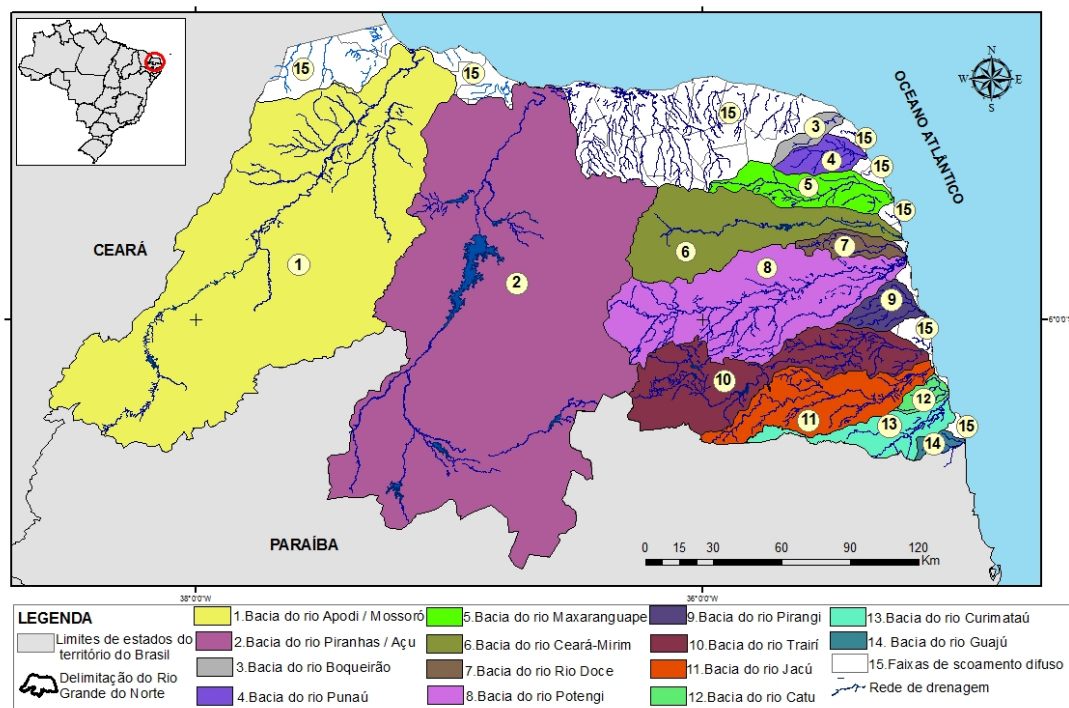 N
W E
S
OCEANO ATLÂNTICO
15
15
15
3
15
4
15
5
15
CEARÁ
7
6
1
8
2
9
6°0'0"S
15
10
12
11
13
15
14
PARAÍBA
0 15 30 60 90 120
Km
38°0'0"W
36°0'0"W
LEGENDA
Limites de estados do
território do Brasil
Delimitação do Rio
Grande do Norte
1.Bacia do rio Apodi / Mossoró
2.Bacia do rio Piranhas / Açu
3.Bacia do rio Boqueirão
4.Bacia do rio Punaú
5.Bacia do rio Maxaranguape
6.Bacia do rio Ceará-Mirim
7.Bacia do rio Rio Doce
8.Bacia do rio Potengi
9.Bacia do rio Pirangi
10.Bacia do rio Trairí
11.Bacia do rio Jacú
12.Bacia do rio Catu
13.Bacia do rio Curimataú
14. Bacia do rio Guajú
15.Faixas de scoamento difuso
Rede de drenagem